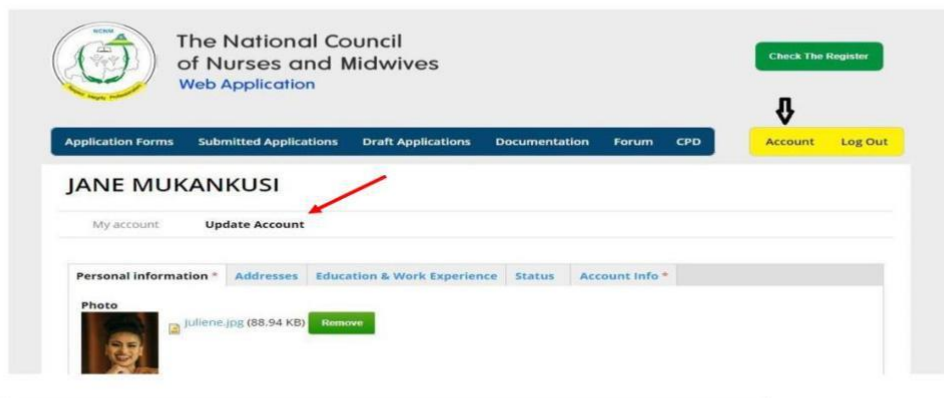 NCNM
The National Council
of Nurses and Midwives
Web Application
Check The Register
Application Forms Submitted Applications Draft Applications Documentation Forum CPD Account Log Out
JANE MUKANKUSI
My account Update Account
Personal information * Addresses Education & Work Experience Status Account Info *
Photo
juliene.jpg (88.94 KB) Remove